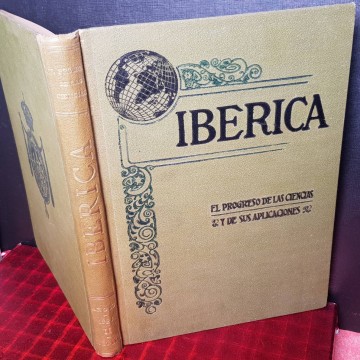 IBERICA
EL PROGRESO DE LAS CIENCIAS
Y DE SUS APLICACIONES
IBERICA